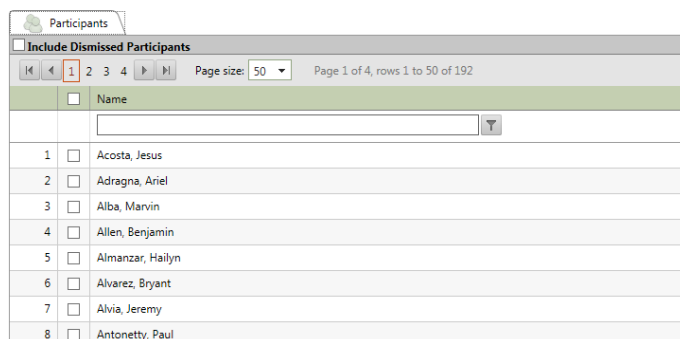 Participants
Include Dismissed Participants
1 2 3 4 Page size: 50 Page 1 of 4, rows 1 to 50 of 192
Name
1 Acosta, Jesus
2 Adragna, Ariel
3 Alba, Marvin
4 Allen, Benjamin
5 Almanzar, Hailyn
6 Alvarez, Bryant
7 Alvia, Jeremy
8 Antonetty, Paul